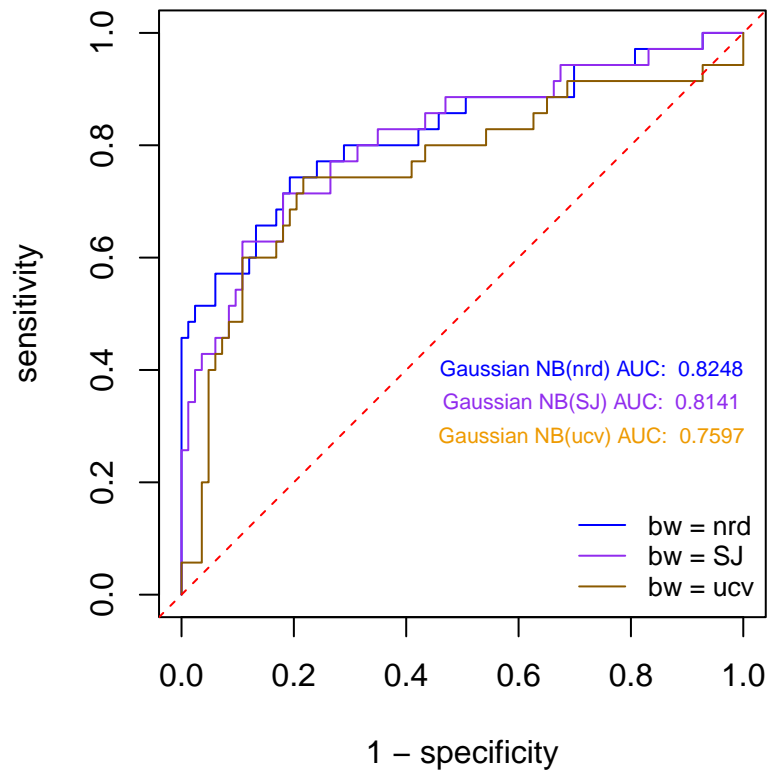 1.0
0.8
0.6
0.4
0.2
0.0
sensitivity
Gaussian NB(nrd) AUC:  0.8248
Gaussian NB(SJ) AUC:  0.8141
Gaussian NB(ucv) AUC:  0.7597
bw = nrd
bw = SJ
bw = ucv
0.0 0.2 0.4 0.6 0.8 1.0
1 − specificity